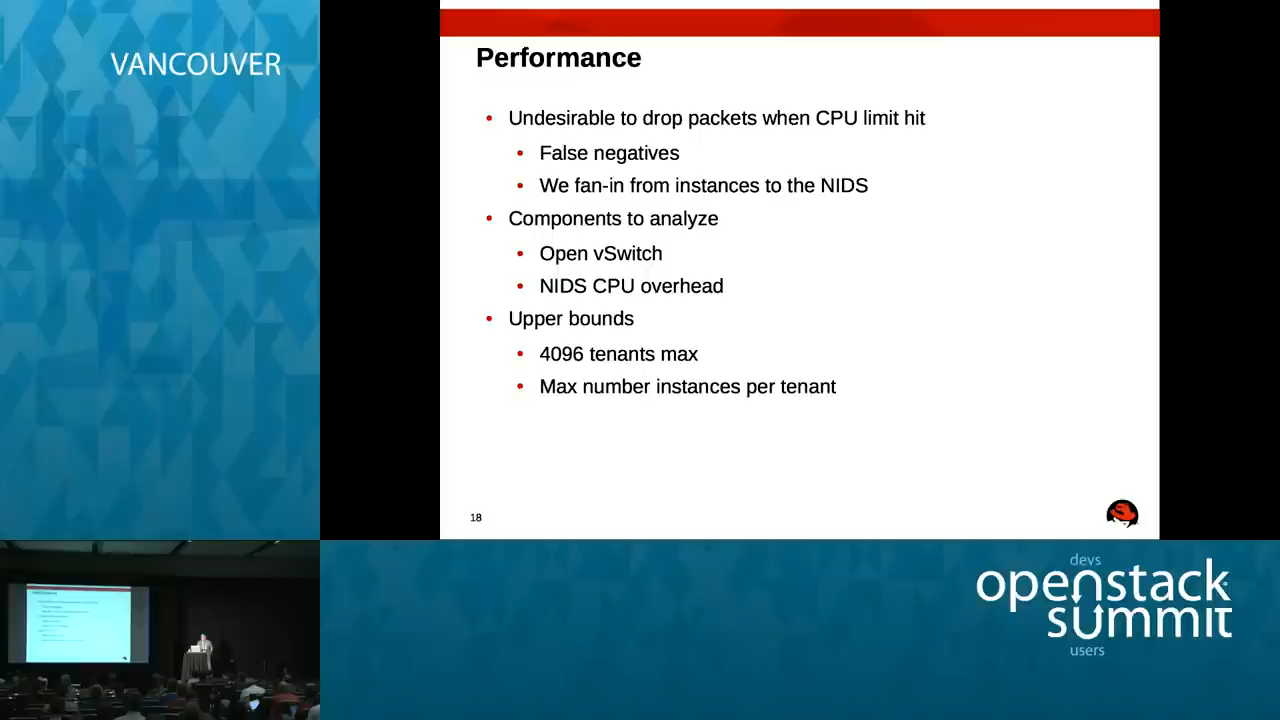 VANCOUVER
Performance
• Undesirable to drop packets when CPU limit hit
• False negatives
• We fan-in from instances to the NIDS
• Components to analyze
• Open vSwitch
• NIDS CPU overhead
• Upper bounds
• 4096 tenants max
• Max number instances per tenant
18
devs
openstack
summit
users